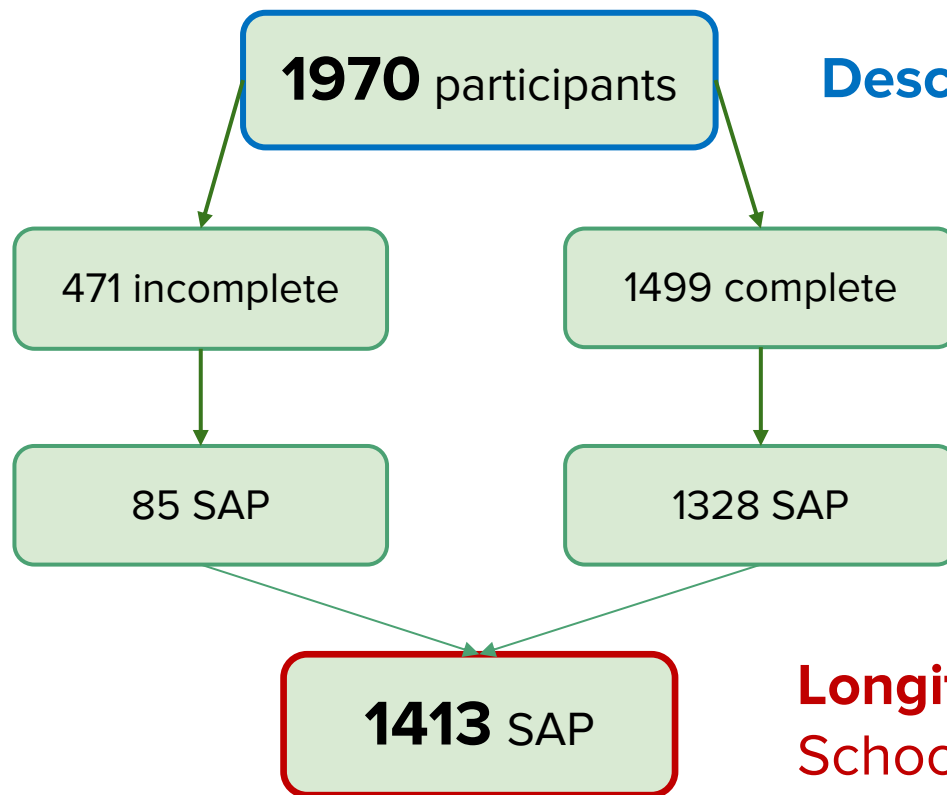 1970 participants
Desc
471 incomplete
1499 complete
85 SAP
1328 SAP
1413 SAP
Longi
Schoo